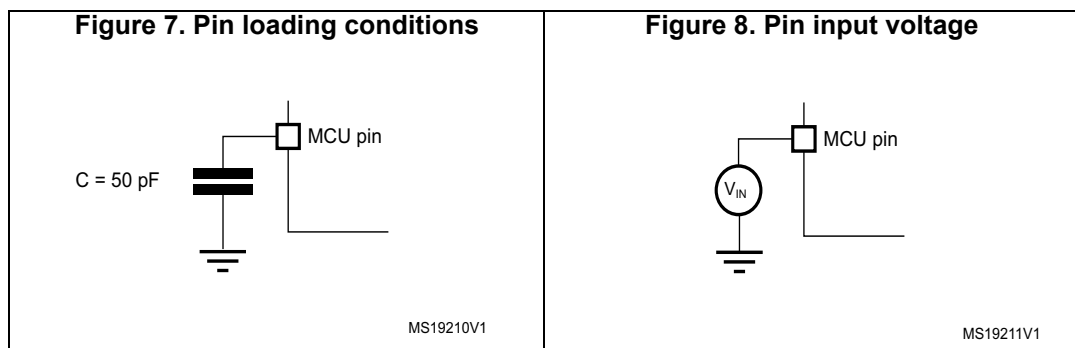 Figure 7. Pin loading conditions
MCU pin
C = 50 pF
MS19210V1
Figure 8. Pin input voltage
MCU pin
VIN
MS19211V1